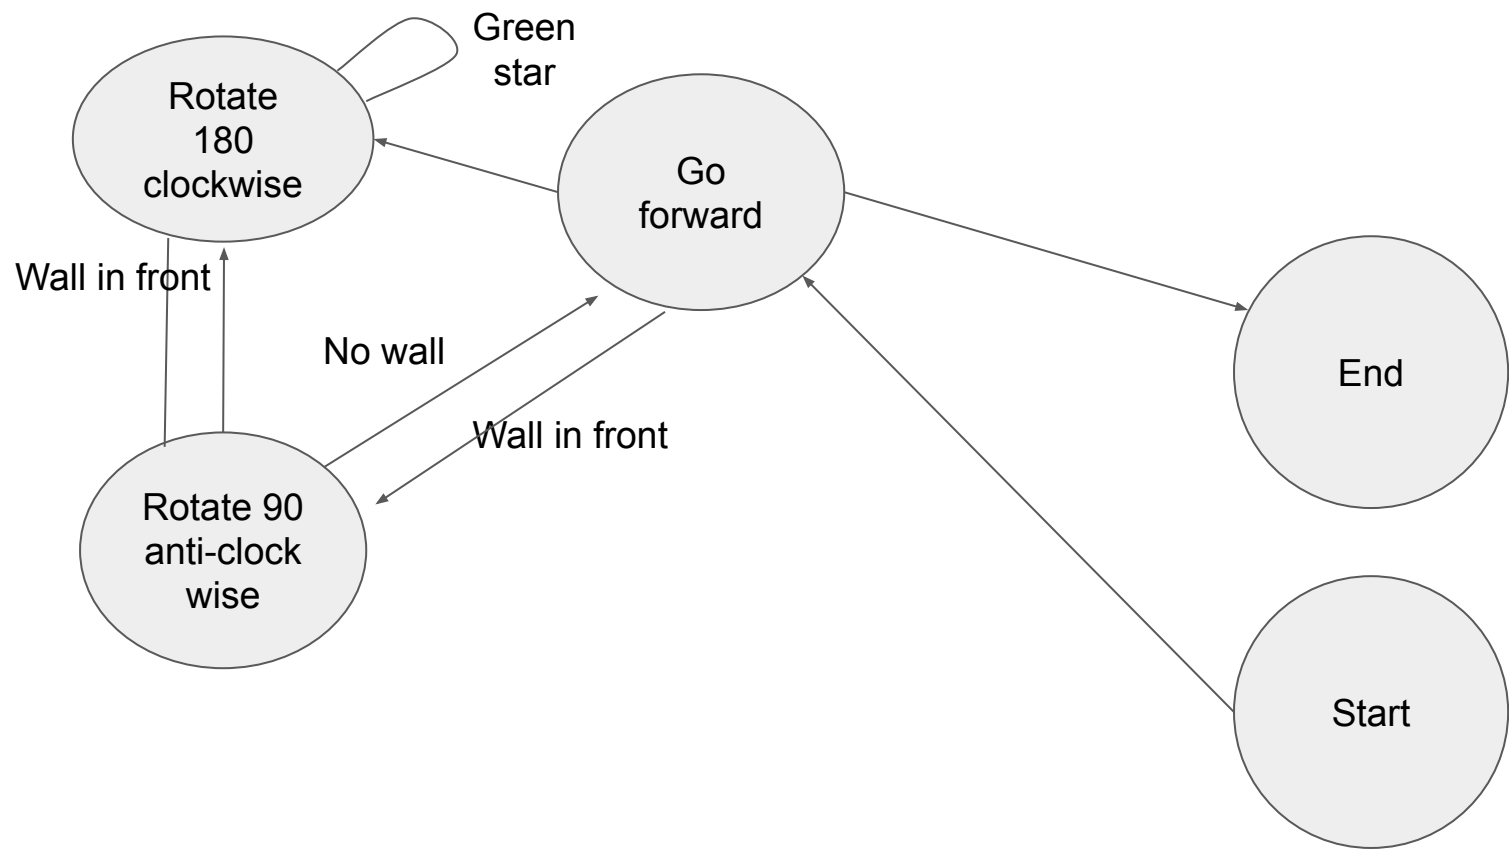 Green
star
Rotate
180
clockwise
Go
forward
Wall in front
No wall
End
Wall in front
Rotate 90
anti-clock
wise
Start